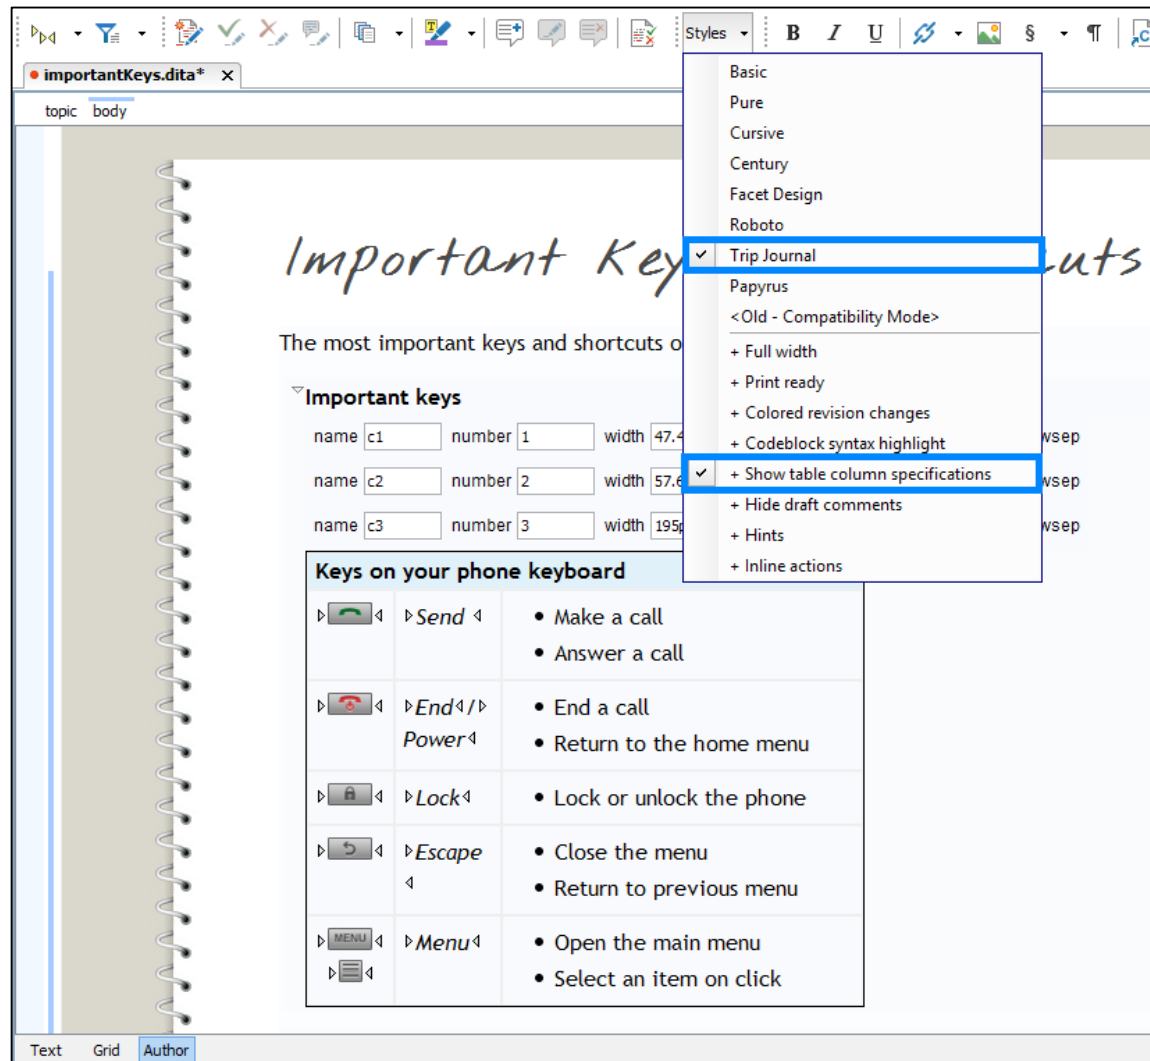 Styles B I U § ¶
importantKeys.dita* X
topic body
Basic
Pure
Cursive
Century
Facet Design
Roboto
Trip Journal
Papyrus
<Old - Compatibility Mode>
+ Full width
+ Print ready
+ Colored revision changes
+ Codeblock syntax highlight
+ Show table column specifications
+ Hide draft comments
+ Hints
+ Inline actions
Important Key cuts
The most important keys and shortcuts o
Important keys
name c1 number 1 width 47.4 wsep
name c2 number 2 width 57.6 wsep
name c3 number 3 width 195p wsep
Keys on your phone keyboard
Send • Make a call
• Answer a call
End / • End a call
Power • Return to the home menu
Lock • Lock or unlock the phone
Escape • Close the menu
• Return to previous menu
MENU Menu • Open the main menu
• Select an item on click
Text Grid Author